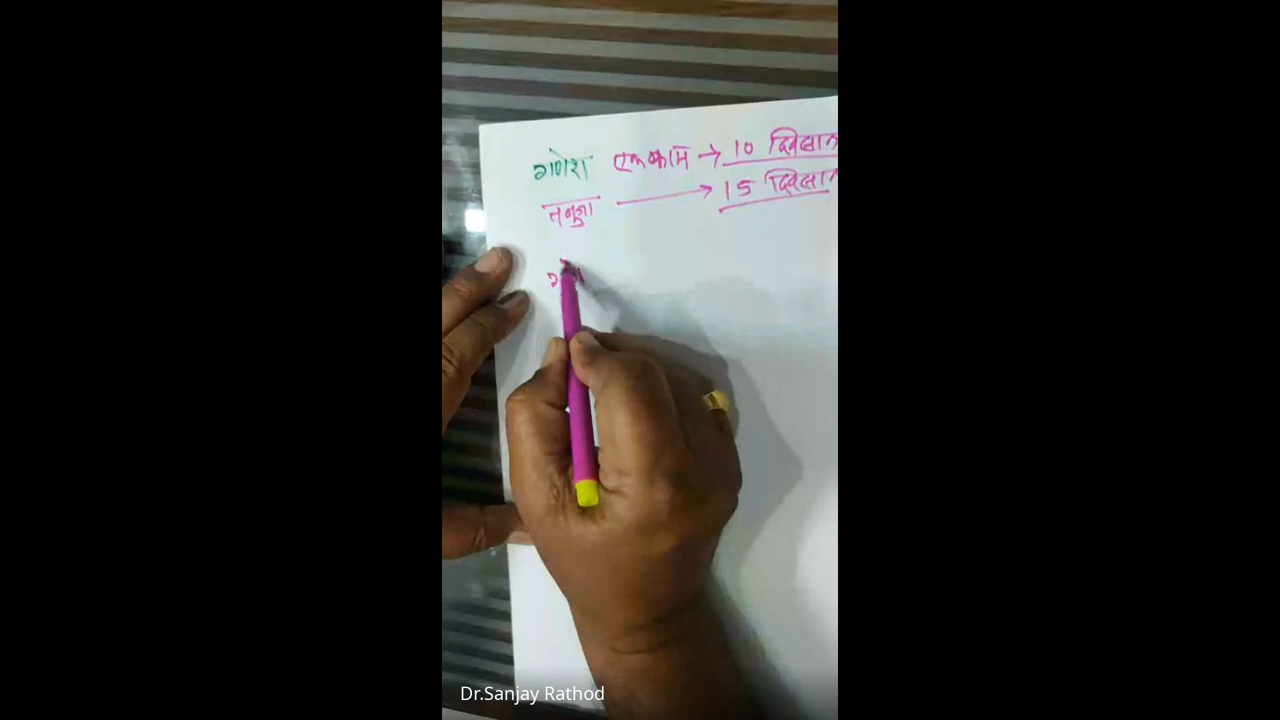 गणेश एक काम → 10 दिवसात
तनुजा → 15 दिवसात
Dr.Sanjay Rathod